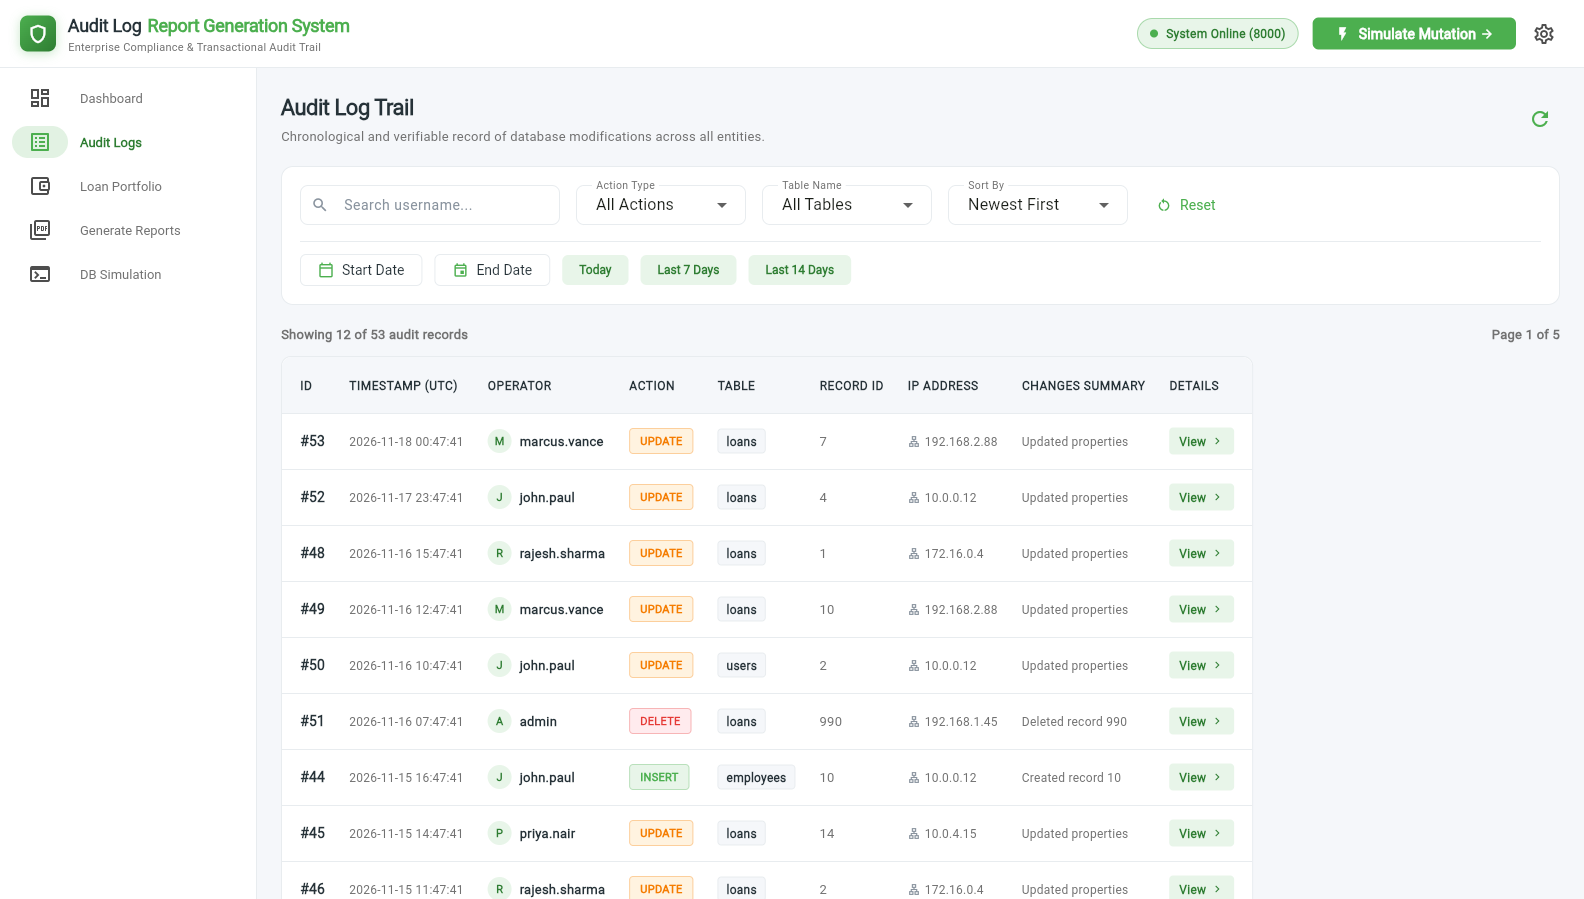 Audit Log Report Generation System
Enterprise Compliance & Transactional Audit Trail
System Online (8000)
Simulate Mutation →
Dashboard
Audit Logs
Loan Portfolio
PDF
Generate Reports
DB Simulation
Audit Log Trail
Chronological and verifiable record of database modifications across all entities.
Search username...
Action Type
All Actions
Table Name
All Tables
Sort By
Newest First
Reset
Start Date
End Date
Today
Last 7 Days
Last 14 Days
Showing 12 of 53 audit records
Page 1 of 5
ID TIMESTAMP (UTC) OPERATOR ACTION TABLE RECORD ID IP ADDRESS CHANGES SUMMARY DETAILS
#53 2026-11-18 00:47:41 M marcus.vance UPDATE loans 7 192.168.2.88 Updated properties View
#52 2026-11-17 23:47:41 J john.paul UPDATE loans 4 10.0.0.12 Updated properties View
#48 2026-11-16 15:47:41 R rajesh.sharma UPDATE loans 1 172.16.0.4 Updated properties View
#49 2026-11-16 12:47:41 M marcus.vance UPDATE loans 10 192.168.2.88 Updated properties View
#50 2026-11-16 10:47:41 J john.paul UPDATE users 2 10.0.0.12 Updated properties View
#51 2026-11-16 07:47:41 A admin DELETE loans 990 192.168.1.45 Deleted record 990 View
#44 2026-11-15 16:47:41 J john.paul INSERT employees 10 10.0.0.12 Created record 10 View
#45 2026-11-15 14:47:41 P priya.nair UPDATE loans 14 10.0.4.15 Updated properties View
#46 2026-11-15 11:47:41 R rajesh.sharma UPDATE loans 2 172.16.0.4 Updated properties View